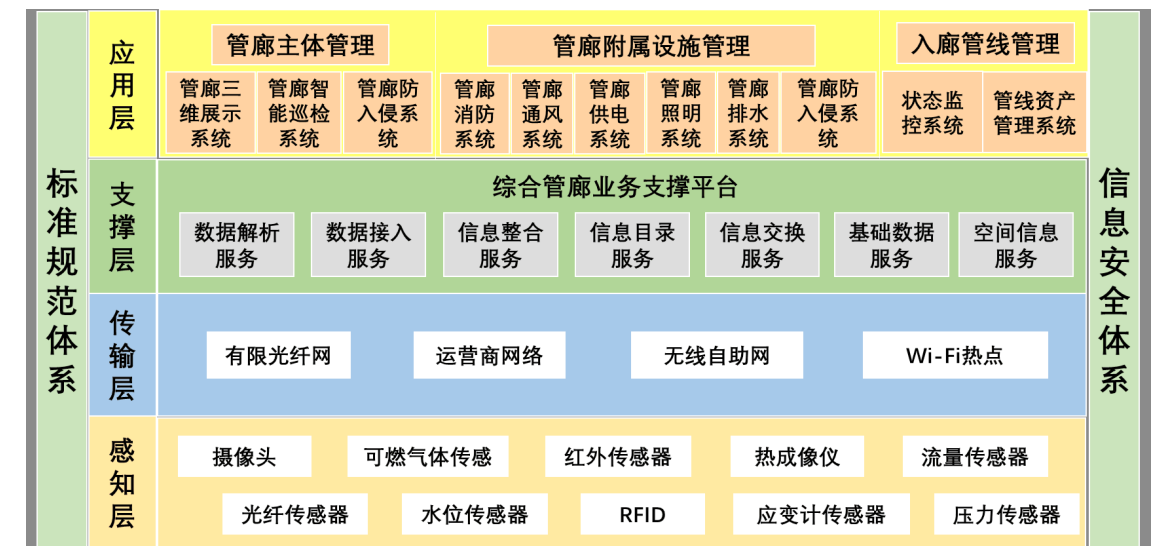 标准规范体系
应用层
管廊主体管理
管廊附属设施管理
入廊管线管理
管廊三
维展示
系统
管廊智
能巡检
系统
管廊防
入侵系
统
管廊
消防
系统
管廊
通风
系统
管廊
供电
系统
管廊
照明
系统
管廊
排水
系统
管廊防
入侵系
统
状态监
控系统
管线资产
管理系统
支撑层
综合管廊业务支撑平台
数据解析
服务
数据接入
服务
信息整合
服务
信息目录
服务
信息交换
服务
基础数据
服务
空间信息
服务
传输层
有限光纤网
运营商网络
无线自助网
Wi-Fi热点
感知层
摄像头
可燃气体传感
红外传感器
热成像仪
流量传感器
光纤传感器
水位传感器
RFID
应变计传感器
压力传感器
信息安全体系